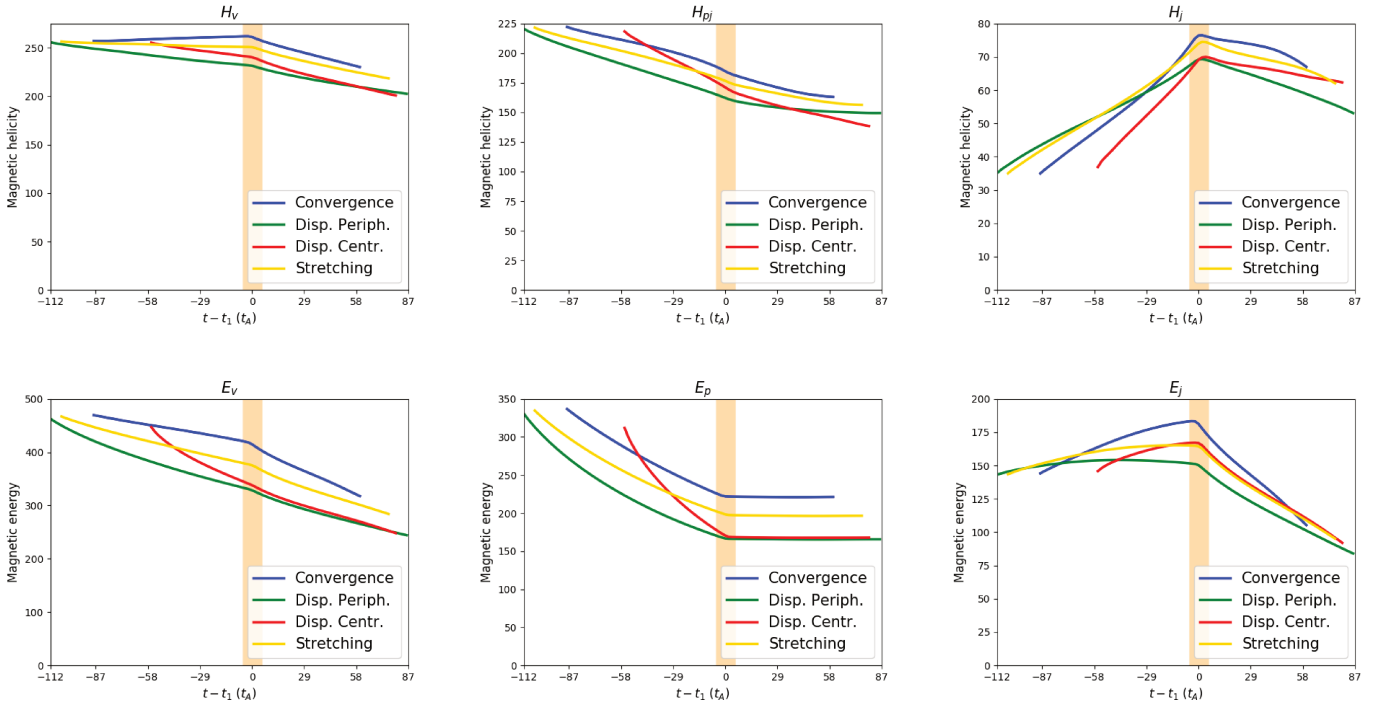 H_v
Magnetic helicity
250
200
150
100
50
0
−112 −87 −58 −29 0 29 58 87
t − t_1 (t_A)
Convergence
Disp. Periph.
Disp. Centr.
Stretching
H_pj
Magnetic helicity
225
200
175
150
125
100
75
50
25
0
−112 −87 −58 −29 0 29 58 87
t − t_1 (t_A)
Convergence
Disp. Periph.
Disp. Centr.
Stretching
H_j
Magnetic helicity
80
70
60
50
40
30
20
10
0
−112 −87 −58 −29 0 29 58 87
t − t_1 (t_A)
Convergence
Disp. Periph.
Disp. Centr.
Stretching
E_v
Magnetic energy
500
400
300
200
100
0
−112 −87 −58 −29 0 29 58 87
t − t_1 (t_A)
Convergence
Disp. Periph.
Disp. Centr.
Stretching
E_p
Magnetic energy
350
300
250
200
150
100
50
0
−112 −87 −58 −29 0 29 58 87
t − t_1 (t_A)
Convergence
Disp. Periph.
Disp. Centr.
Stretching
E_j
Magnetic energy
200
175
150
125
100
75
50
25
0
−112 −87 −58 −29 0 29 58 87
t − t_1 (t_A)
Convergence
Disp. Periph.
Disp. Centr.
Stretching